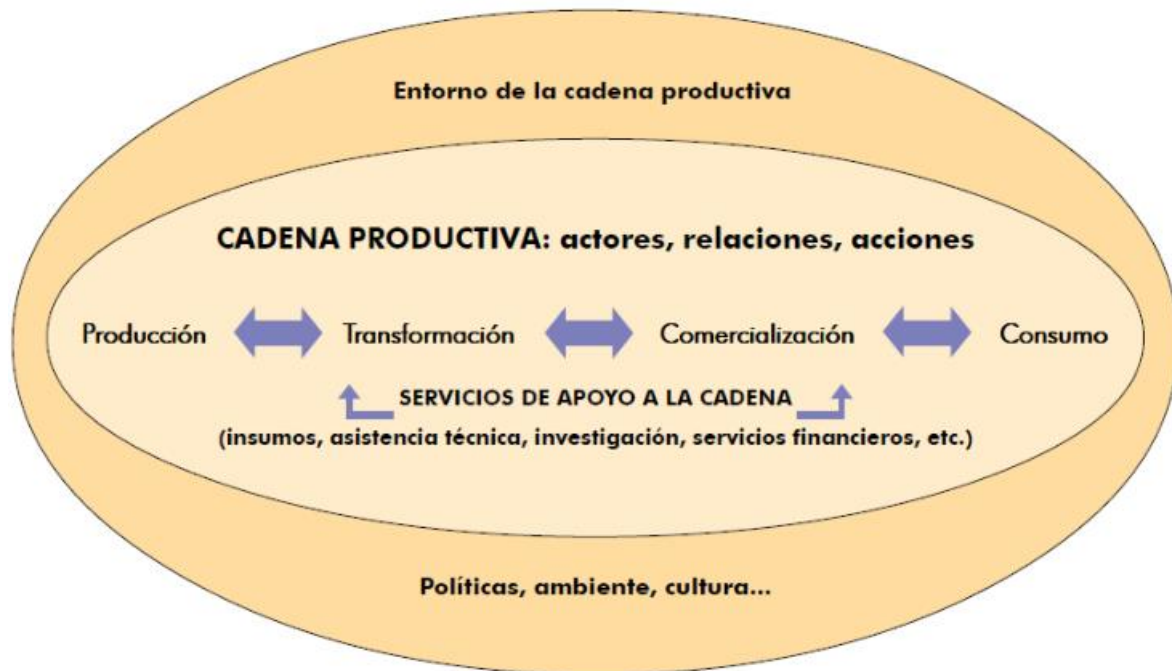 Entorno de la cadena productiva
CADENA PRODUCTIVA: actores, relaciones, acciones
Producción Transformación Comercialización Consumo
SERVICIOS DE APOYO A LA CADENA
(insumos, asistencia técnica, investigación, servicios financieros, etc.)
Políticas, ambiente, cultura...